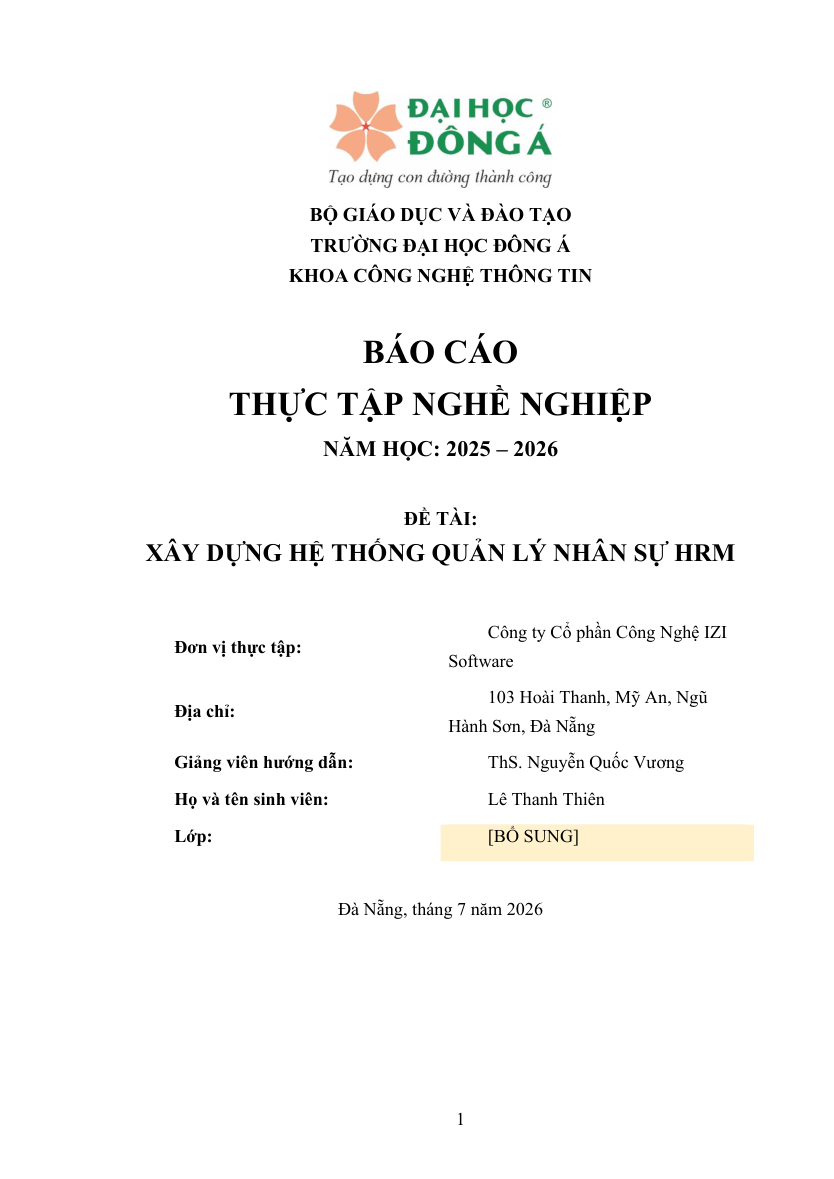 ĐẠI HỌC ®
ĐÔNG Á
Tạo dựng con đường thành công
BỘ GIÁO DỤC VÀ ĐÀO TẠO
TRƯỜNG ĐẠI HỌC ĐÔNG Á
KHOA CÔNG NGHỆ THÔNG TIN
BÁO CÁO
THỰC TẬP NGHỀ NGHIỆP
NĂM HỌC: 2025 – 2026
ĐỀ TÀI:
XÂY DỰNG HỆ THỐNG QUẢN LÝ NHÂN SỰ HRM
Đơn vị thực tập:
Công ty Cổ phần Công Nghệ IZI
Software
Địa chỉ:
103 Hoài Thanh, Mỹ An, Ngũ
Hành Sơn, Đà Nẵng
Giảng viên hướng dẫn:
ThS. Nguyễn Quốc Vương
Họ và tên sinh viên:
Lê Thanh Thiên
Lớp:
[BỔ SUNG]
Đà Nẵng, tháng 7 năm 2026
1